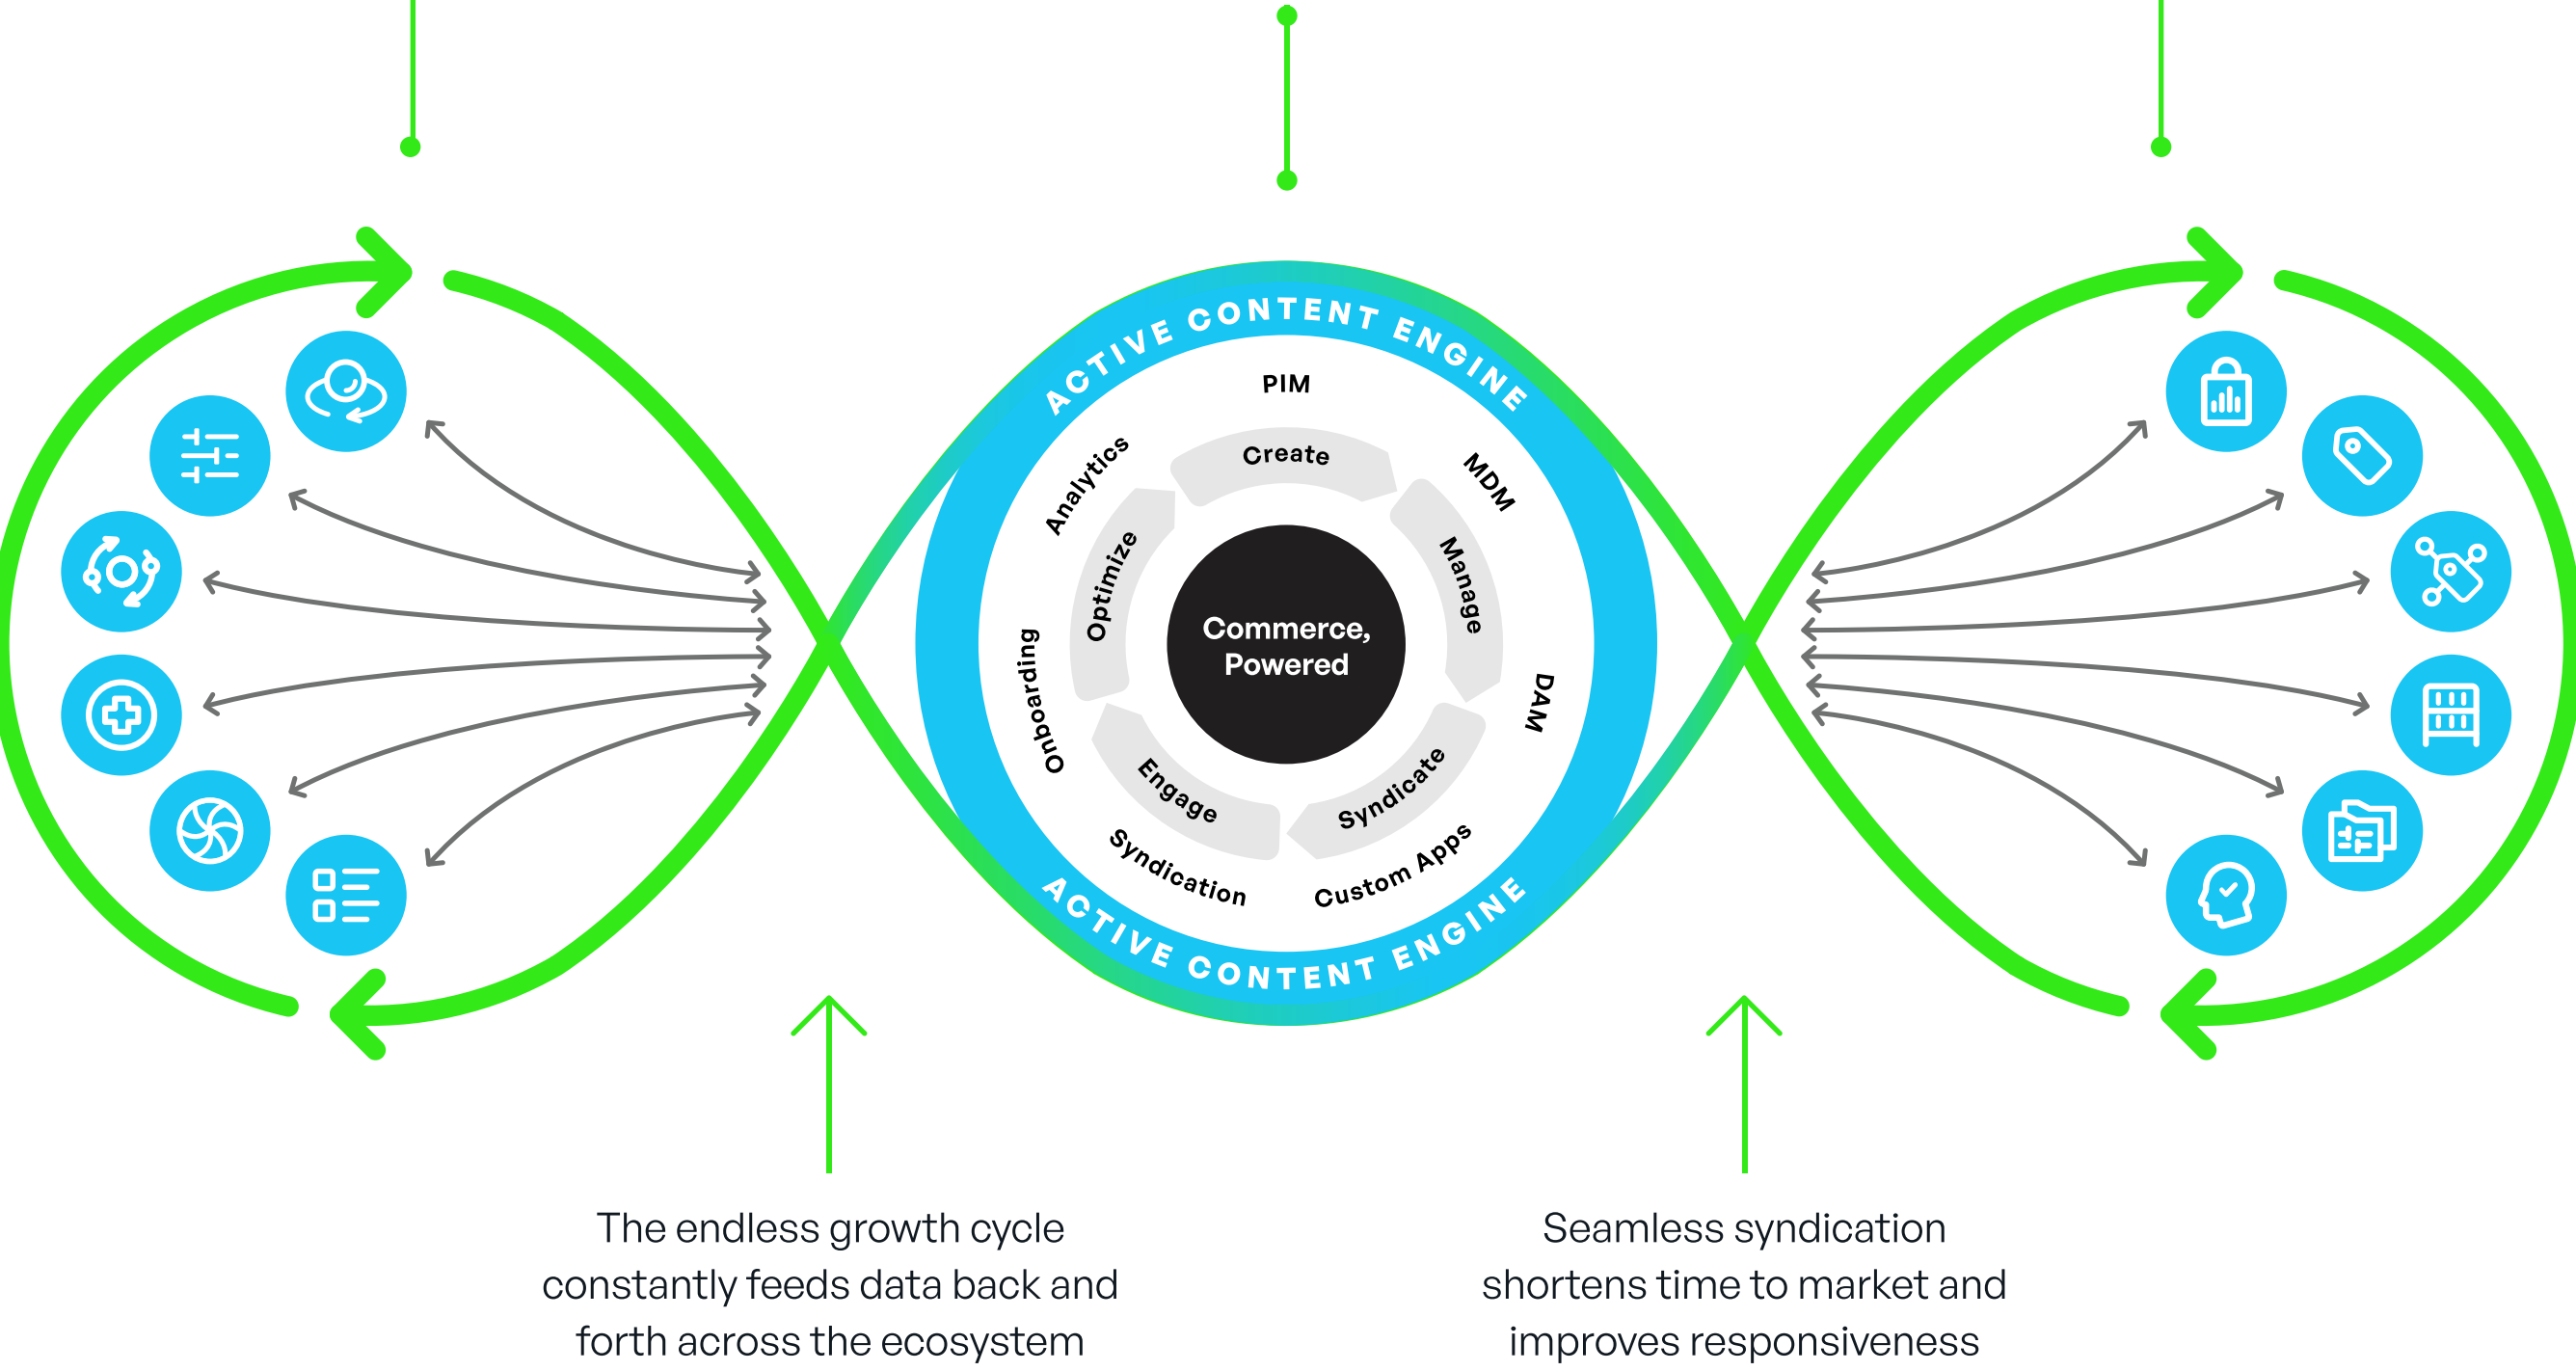 ACTIVE CONTENT ENGINE
PIM
MDM
DAM
Custom Apps
Syndication
Onboarding
Analytics
Create
Manage
Syndicate
Engage
Optimize
Commerce,
Powered
ACTIVE CONTENT ENGINE
The endless growth cycle
constantly feeds data back and
forth across the ecosystem
Seamless syndication
shortens time to market and
improves responsiveness